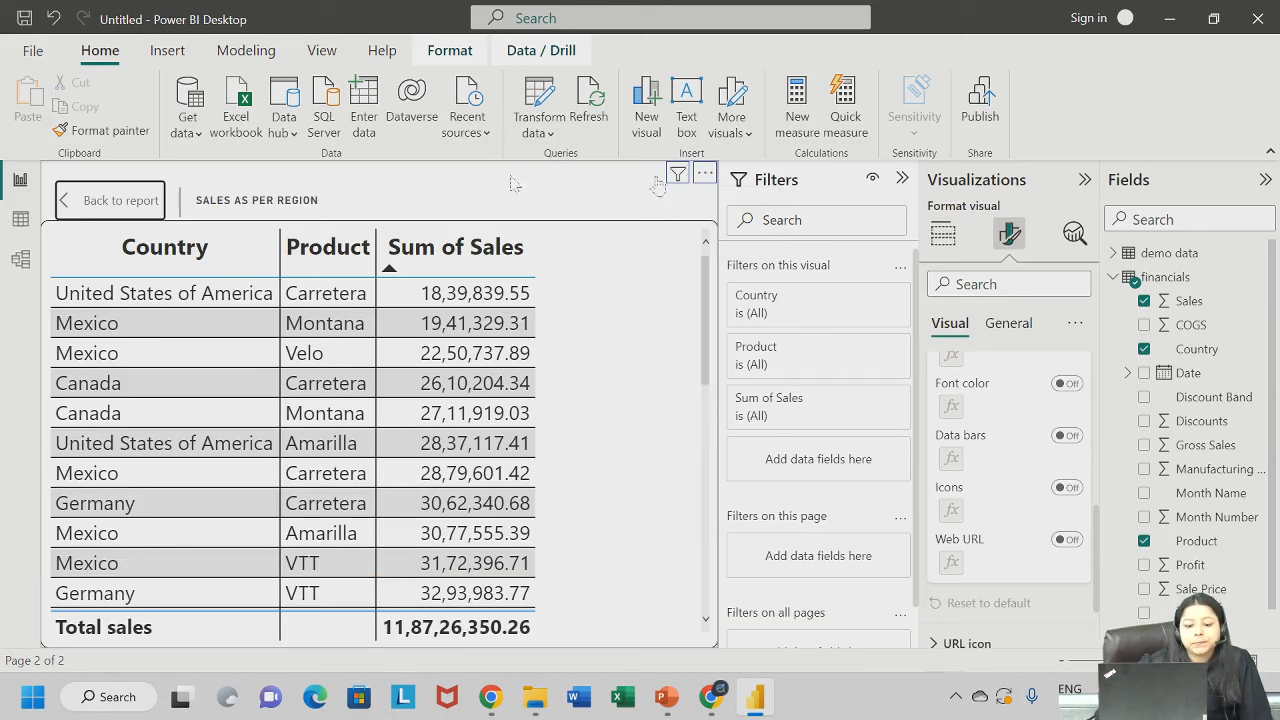 Untitled - Power BI Desktop
Search
Sign in
File
Home
Insert
Modeling
View
Help
Format
Data / Drill
Paste
Cut
Copy
Format painter
Clipboard
Get data
Excel workbook
Data hub
SQL Server
Enter data
Dataverse
Recent sources
Data
Transform data
Refresh
Queries
New visual
Text box
More visuals
Insert
New measure
Quick measure
Calculations
Sensitivity
Sensitivity
Publish
Share
Back to report
SALES AS PER REGION
Country Product Sum of Sales
United States of America Carretera 18,39,839.55
Mexico Montana 19,41,329.31
Mexico Velo 22,50,737.89
Canada Carretera 26,10,204.34
Canada Montana 27,11,919.03
United States of America Amarilla 28,37,117.41
Mexico Carretera 28,79,601.42
Germany Carretera 30,62,340.68
Mexico Amarilla 30,77,555.39
Mexico VTT 31,72,396.71
Germany VTT 32,93,983.77
Total sales 11,87,26,350.26
Filters
Search
Filters on this visual ...
Country
is (All)
Product
is (All)
Sum of Sales
is (All)
Add data fields here
Filters on this page ...
Add data fields here
Filters on all pages ...
Visualizations
Format visual
Search
Visual General ...
fx
Font color Off
fx
Data bars Off
fx
Icons Off
fx
Web URL Off
fx
Reset to default
URL icon
Fields
Search
demo data
financials
Sales
COGS
Country
Date
Discount Band
Discounts
Gross Sales
Manufacturing ...
Month Name
Month Number
Product
Profit
Sale Price
Page 2 of 2
Search
ENG